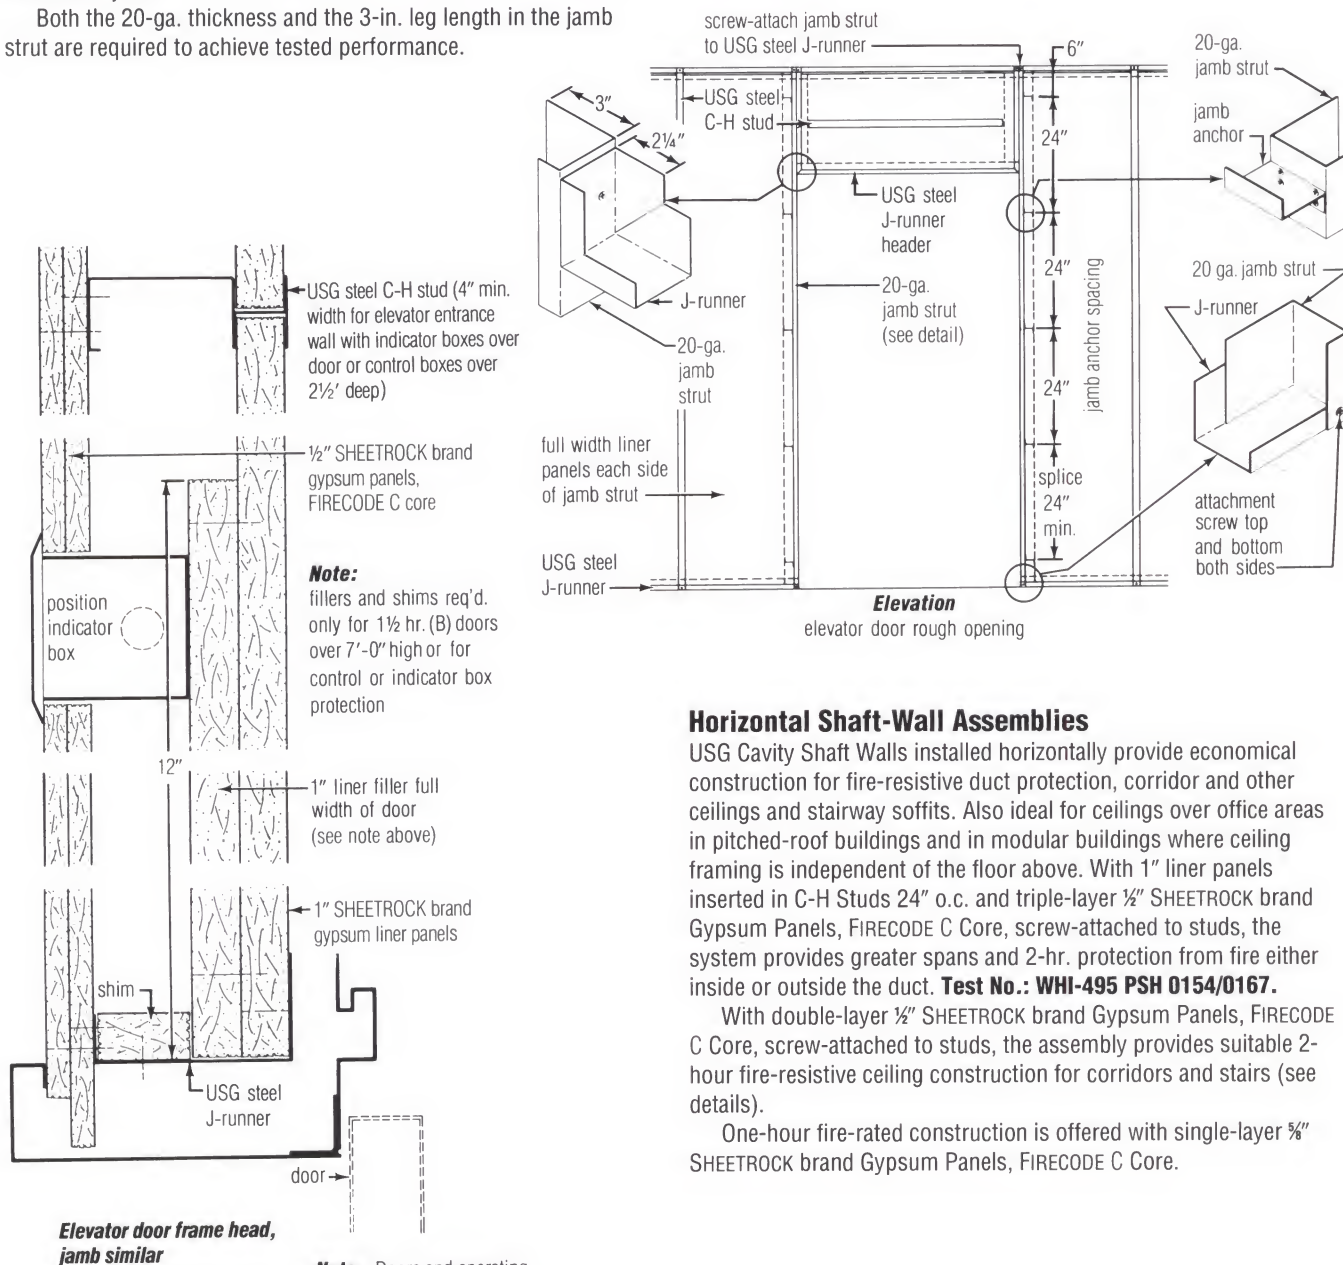 Both the 20-ga. thickness and the 3-in. leg length in the jamb
strut are required to achieve tested performance.
screw-attach jamb strut
to USG steel J-runner
6"
20-ga.
jamb strut
jamb
anchor
3"
2¼"
USG steel
C-H stud
24"
USG steel
J-runner
header
24"
20 ga. jamb strut
J-runner
J-runner
20-ga.
jamb strut
(see detail)
20-ga.
jamb
strut
jamb anchor spacing
24"
full width liner
panels each side
of jamb strut
splice
24"
min.
attachment
screw top
and bottom
both sides
USG steel
J-runner
Elevation
elevator door rough opening
USG steel C-H stud (4" min.
width for elevator entrance
wall with indicator boxes over
door or control boxes over
2½' deep)
½" SHEETROCK brand
gypsum panels,
FIRECODE C core
position
indicator
box
Note:
fillers and shims req'd.
only for 1½ hr. (B) doors
over 7'-0" high or for
control or indicator box
protection
12"
1" liner filler full
width of door
(see note above)
1" SHEETROCK brand
gypsum liner panels
shim
USG steel
J-runner
door
Elevator door frame head,
jamb similar
Horizontal Shaft-Wall Assemblies
USG Cavity Shaft Walls installed horizontally provide economical
construction for fire-resistive duct protection, corridor and other
ceilings and stairway soffits. Also ideal for ceilings over office areas
in pitched-roof buildings and in modular buildings where ceiling
framing is independent of the floor above. With 1" liner panels
inserted in C-H Studs 24" o.c. and triple-layer ½" SHEETROCK brand
Gypsum Panels, FIRECODE C Core, screw-attached to studs, the
system provides greater spans and 2-hr. protection from fire either
inside or outside the duct. Test No.: WHI-495 PSH 0154/0167.
With double-layer ½" SHEETROCK brand Gypsum Panels, FIRECODE
C Core, screw-attached to studs, the assembly provides suitable 2-
hour fire-resistive ceiling construction for corridors and stairs (see
details).
One-hour fire-rated construction is offered with single-layer ⅝"
SHEETROCK brand Gypsum Panels, FIRECODE C Core.